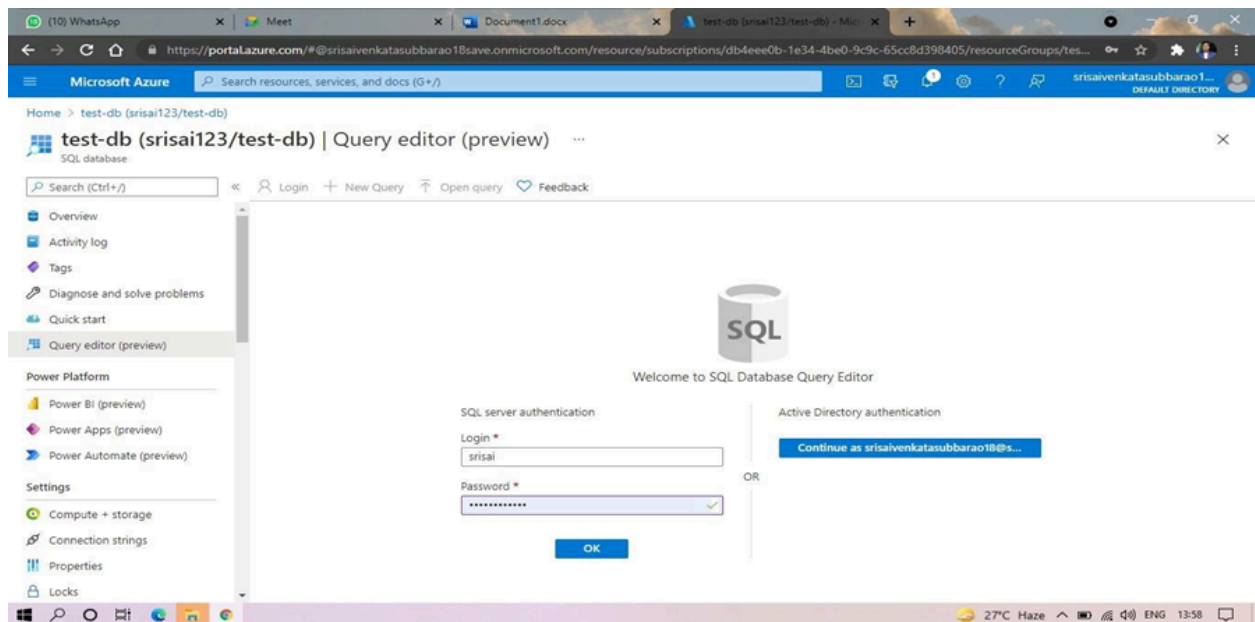 (10) WhatsApp
Meet
Document1.docx
test-db (srisai123/test-db) - Mic
https://portal.azure.com/#@srisaivenkatasubbarao18save.onmicrosoft.com/resource/subscriptions/db4eee0b-1e34-4be0-9c9c-65cc8d398405/resourceGroups/tes...
Microsoft Azure
Search resources, services, and docs (G+/)
1
srisaivenkatasubbarao1...
DEFAULT DIRECTORY
Home > test-db (srisai123/test-db)
test-db (srisai123/test-db) | Query editor (preview) ...
SQL database
Search (Ctrl+/)
«
Login
New Query
Open query
Feedback
Overview
Activity log
Tags
Diagnose and solve problems
Quick start
Query editor (preview)
Power Platform
Power BI (preview)
Power Apps (preview)
Power Automate (preview)
Settings
Compute + storage
Connection strings
Properties
Locks
SQL
Welcome to SQL Database Query Editor
SQL server authentication
Login *
srisai
Password *
••••••••••••
OK
OR
Active Directory authentication
Continue as srisaivenkatasubbarao18@s...
27°C Haze
ENG
13:58